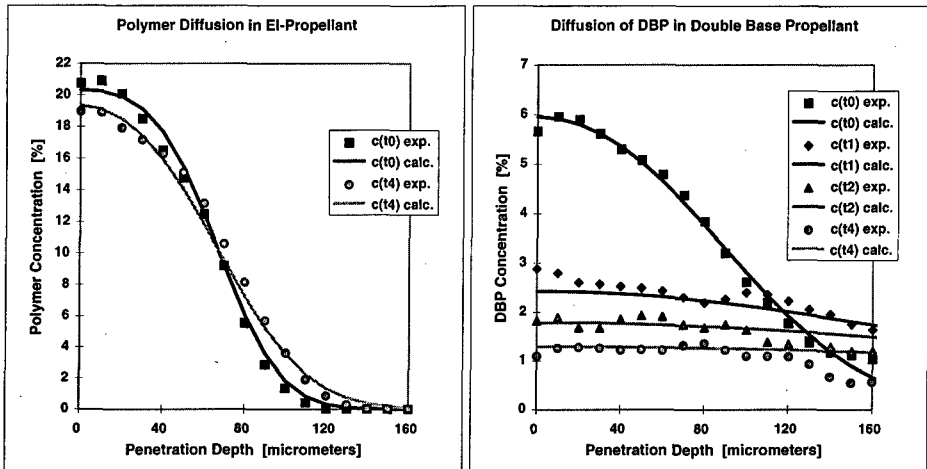 Polymer Diffusion in EI-Propellant
Polymer Concentration [%]
22
20
18
16
14
12
10
8
6
4
2
0
0 40 80 120 160
Penetration Depth [micrometers]
c(t0) exp.
c(t0) calc.
c(t4) exp.
c(t4) calc.
Diffusion of DBP in Double Base Propellant
DBP Concentration [%]
7
6
5
4
3
2
1
0
0 40 80 120 160
Penetration Depth [micrometers]
c(t0) exp.
c(t0) calc.
c(t1) exp.
c(t1) calc.
c(t2) exp.
c(t2) calc.
c(t4) exp.
c(t4) calc.